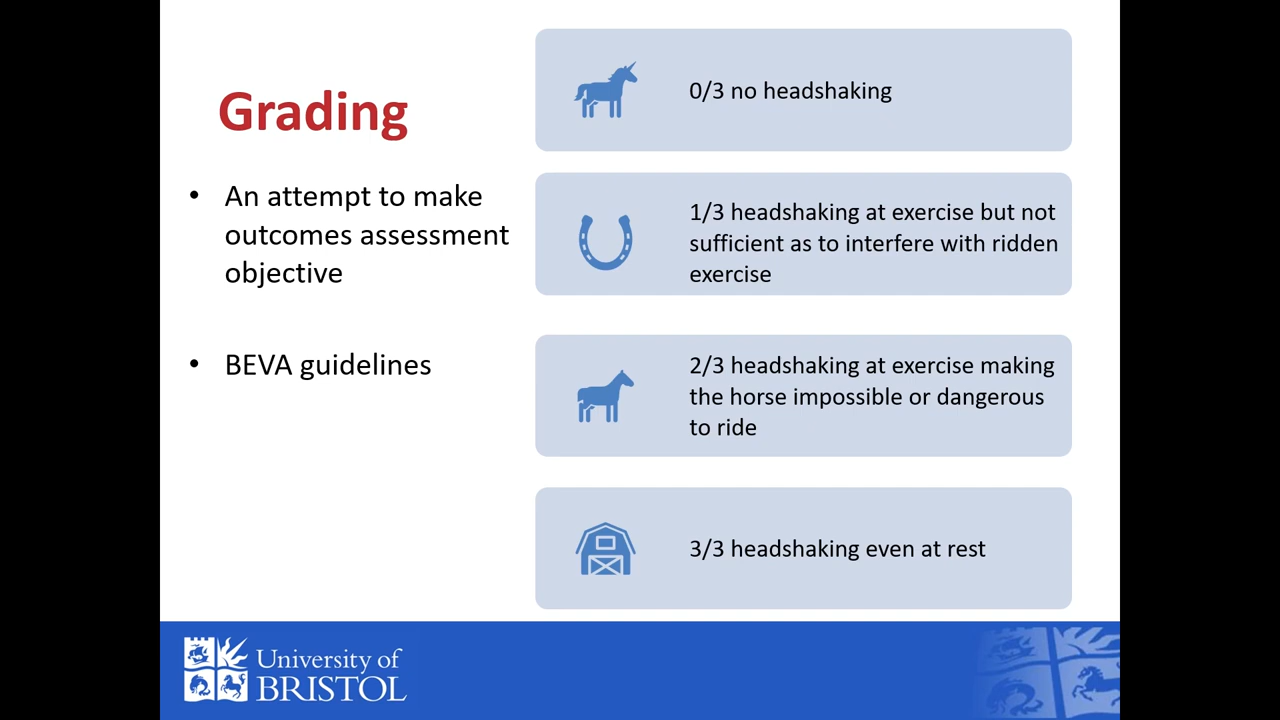 Grading
• An attempt to make
outcomes assessment
objective
• BEVA guidelines
0/3 no headshaking
1/3 headshaking at exercise but not
sufficient as to interfere with ridden
exercise
2/3 headshaking at exercise making
the horse impossible or dangerous
to ride
3/3 headshaking even at rest
University of
BRISTOL